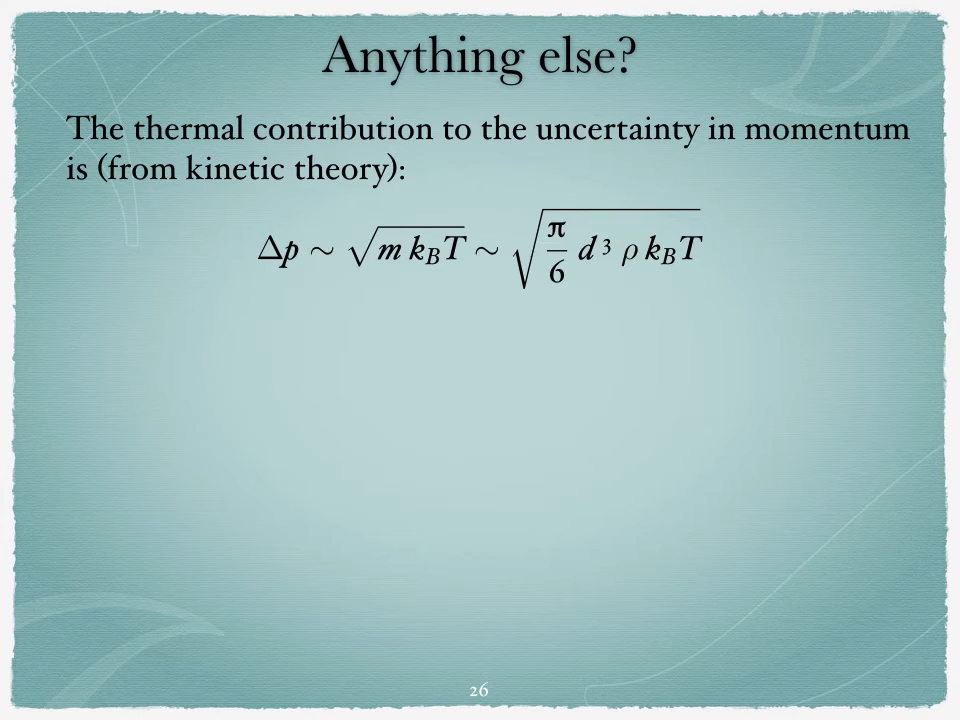 Anything else?
The thermal contribution to the uncertainty in momentum
is (from kinetic theory):
Δp ∼ √(m k_B T) ∼ √(π/6 d³ ρ k_B T)
26